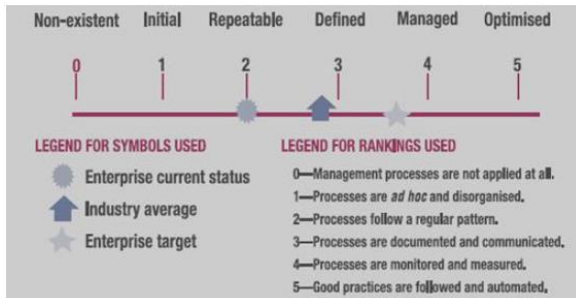 Non-existent Initial Repeatable Defined Managed Optimised
0 1 2 3 4 5
LEGEND FOR SYMBOLS USED
Enterprise current status
Industry average
Enterprise target
LEGEND FOR RANKINGS USED
0—Management processes are not applied at all.
1—Processes are ad hoc and disorganised.
2—Processes follow a regular pattern.
3—Processes are documented and communicated.
4—Processes are monitored and measured.
5—Good practices are followed and automated.